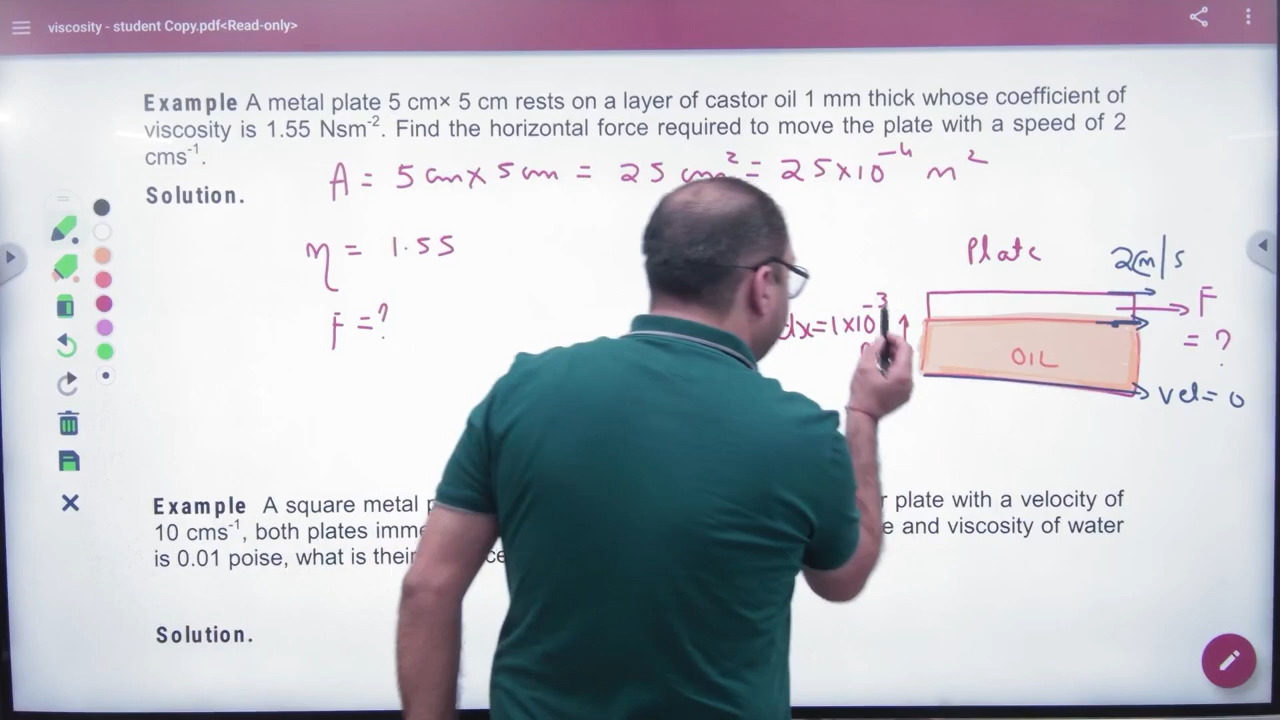 viscosity - student Copy.pdf<Read-only>
Example A metal plate 5 cm× 5 cm rests on a layer of castor oil 1 mm thick whose coefficient of
viscosity is 1.55 Nsm⁻². Find the horizontal force required to move the plate with a speed of 2
cms⁻¹.
A = 5 cm x 5 cm = 25 cm² = 25×10⁻⁴ m²
Solution.
η = 1.55
Plate 2m/s
F = ?
dx=1×10⁻³
F
= ?
OIL
vel= 0
Example A square metal plate with a velocity of
10 cms⁻¹, both plates and viscosity of water
is 0.01 poise, what is their
Solution.